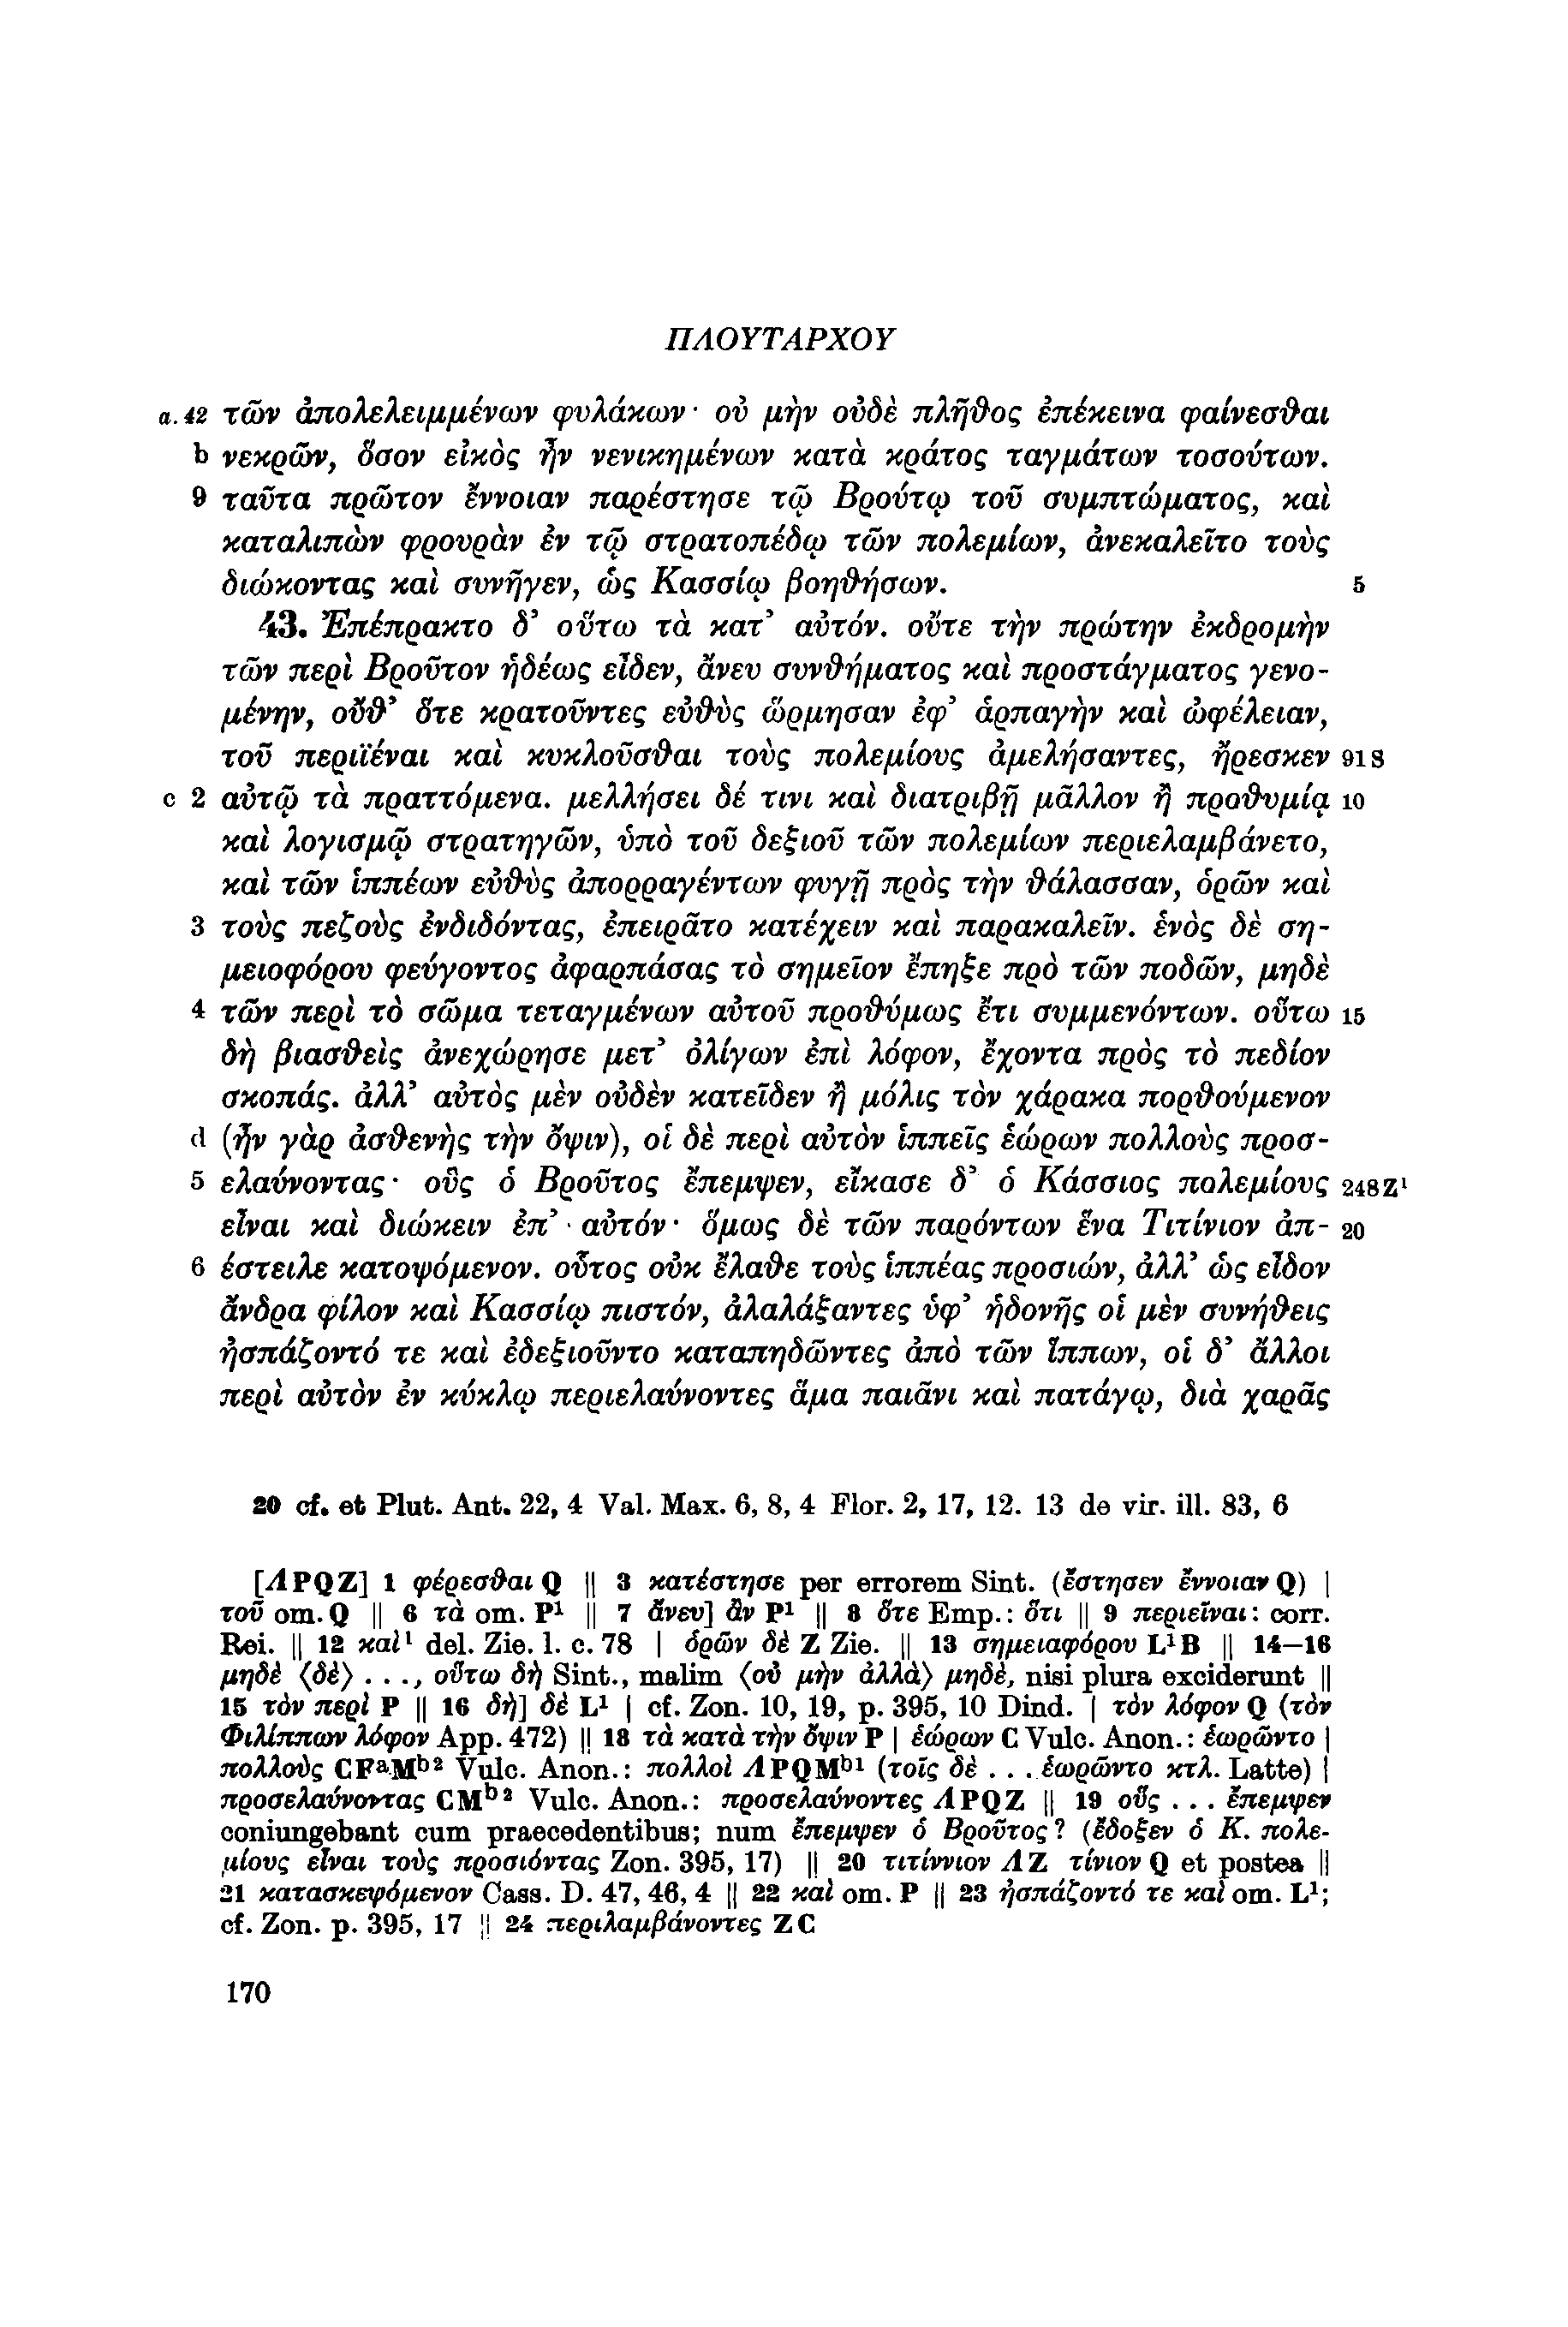 ΠΛΟΥΤΑΡΧΟΥ
a.42 τῶν ἀπολελειμμένων φυλάκων· οὐ μὴν οὐδὲ πλῆϑος ἐπέκεινα φαίνεσϑαι
b νεκρῶν, ὅσον εἰκὸς ἦν νενικημένων κατὰ κράτος ταγμάτων τοσούτων.
9 ταῦτα πρῶτον ἔννοιαν παρέστησε τῷ Βρούτῳ τοῦ συμπτώματος, καὶ
καταλιπὼν φρουρὰν ἐν τῷ στρατοπέδῳ τῶν πολεμίων, ἀνεκαλεῖτο τοὺς
διώκοντας καὶ συνῆγεν, ὡς Κασσίῳ βοηϑήσων. 5
43. Ἐπέπρακτο δ’ οὕτω τὰ κατ’ αὐτόν. οὔτε τὴν πρώτην ἐκδρομὴν
τῶν περὶ Βροῦτον ἡδέως εἶδεν, ἄνευ συνϑήματος καὶ προστάγματος γενο-
μένην, οὔϑ’ ὅτε κρατοῦντες εὐϑὺς ὥρμησαν ἐφ’ ἁρπαγὴν καὶ ὠφέλειαν,
τοῦ περιϊέναι καὶ κυκλοῦσϑαι τοὺς πολεμίους ἀμελήσαντες, ἤρεσκεν 91S
c 2 αὐτῷ τὰ πραττόμενα. μελλήσει δέ τινι καὶ διατριβῇ μᾶλλον ἢ προϑυμίᾳ 10
καὶ λογισμῷ στρατηγῶν, ὑπὸ τοῦ δεξιοῦ τῶν πολεμίων περιελαμβάνετο,
καὶ τῶν ἱππέων εὐϑὺς ἀπορραγέντων φυγῇ πρὸς τὴν ϑάλασσαν, ὁρῶν καὶ
3 τοὺς πεζοὺς ἐνδιδόντας, ἐπειρᾶτο κατέχειν καὶ παρακαλεῖν. ἑνὸς δὲ ση-
μειοφόρου φεύγοντος ἀφαρπάσας τὸ σημεῖον ἔπηξε πρὸ τῶν ποδῶν, μηδὲ
4 τῶν περὶ τὸ σῶμα τεταγμένων αὐτοῦ προϑύμως ἔτι συμμενόντων. οὕτω 15
δὴ βιασϑεὶς ἀνεχώρησε μετ’ ὀλίγων ἐπὶ λόφον, ἔχοντα πρὸς τὸ πεδίον
σκοπάς. ἀλλ’ αὐτὸς μὲν οὐδὲν κατεῖδεν ἢ μόλις τὸν χάρακα πορϑούμενον
d (ἦν γὰρ ἀσϑενὴς τὴν ὄψιν), οἱ δὲ περὶ αὐτὸν ἱππεῖς ἑώρων πολλοὺς προσ-
5 ελαύνοντας· οὓς ὁ Βροῦτος ἔπεμψεν, εἴκασε δ’ ὁ Κάσσιος πολεμίους 248Z¹
εἶναι καὶ διώκειν ἐπ’ αὐτόν· ὅμως δὲ τῶν παρόντων ἕνα Τιτίνιον ἀπ- 20
6 έστειλε κατοψόμενον. οὗτος οὐκ ἔλαϑε τοὺς ἱππέας προσιών, ἀλλ’ ὡς εἶδον
ἄνδρα φίλον καὶ Κασσίῳ πιστόν, ἀλαλάξαντες ὑφ’ ἡδονῆς οἱ μὲν συνήϑεις
ἠσπάζοντό τε καὶ ἐδεξιοῦντο καταπηδῶντες ἀπὸ τῶν ἵππων, οἱ δ’ ἄλλοι
περὶ αὐτὸν ἐν κύκλῳ περιελαύνοντες ἅμα παιᾶνι καὶ πατάγῳ, διὰ χαρᾶς
20 cf. et Plut. Ant. 22, 4 Val. Max. 6, 8, 4 Flor. 2, 17, 12. 13 de vir. ill. 83, 6
[ΛPQZ] 1 φέρεσϑαι Q || 3 κατέστησε per errorem Sint. (ἔστησεν ἔννοιαν Q) |
τοῦ om. Q || 6 τὰ om. P¹ || 7 ἄνευ] ἂν P¹ || 8 ὅτε Emp.: ὅτι || 9 περιεῖναι: corr.
Rei. || 12 καὶ¹ del. Zie. l. c. 78 | ὁρῶν δὲ Z Zie. || 13 σημειαφόρου L¹B || 14—16
μηδὲ ⟨δὲ⟩ . . ., οὕτω δὴ Sint., malim ⟨οὐ μὴν ἀλλὰ⟩ μηδὲ, nisi plura exciderunt ||
15 τὸν περὶ P || 16 δὴ] δὲ L¹ | cf. Zon. 10, 19, p. 395, 10 Dind. | τὸν λόφον Q (τὸν
Φιλίππων λόφον App. 472) || 18 τὰ κατὰ τὴν ὄψιν P | ἑώρων C Vulc. Anon.: ἑωρῶντο |
πολλοὺς CFᵃMᵇ² Vulc. Anon.: πολλοὶ ΛPQMᵇ¹ (τοῖς δὲ . . . ἑωρῶντο κτλ. Latte) |
προσελαύνοντας CMᵇ² Vulc. Anon.: προσελαύνοντες ΛPQZ || 19 οὓς . . . ἔπεμψεν
coniungebant cum praecedentibus; num ἔπεμψεν ὁ Βροῦτος? (ἔδοξεν ὁ Κ. πολε-
μίους εἶναι τοὺς προσιόντας Zon. 395, 17) || 20 τιτίννιον ΛZ τίνιον Q et postea ||
21 κατασκεψόμενον Cass. D. 47, 46, 4 || 22 καὶ om. P || 23 ἠσπάζοντό τε καὶ om. L¹;
cf. Zon. p. 395, 17 || 24 περιλαμβάνοντες ZC
170